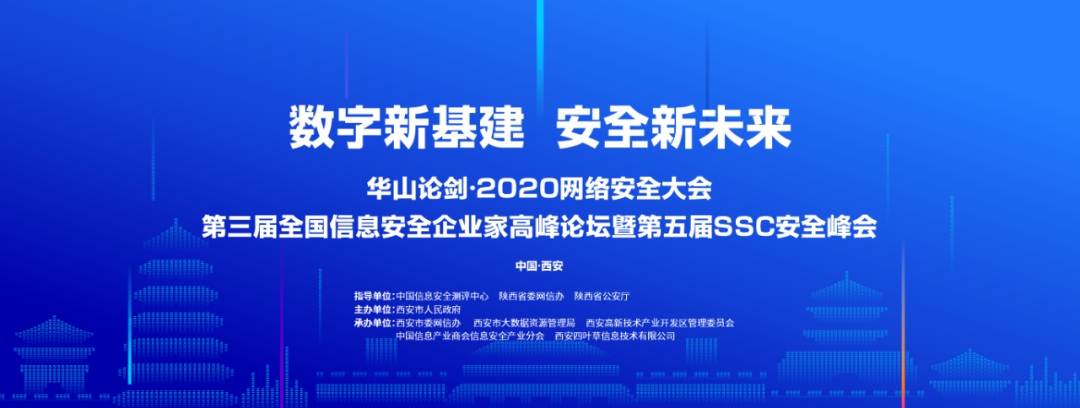 数字新基建 安全新未来
华山论剑·2020网络安全大会
第三届全国信息安全企业家高峰论坛暨第五届SSC安全峰会
中国·西安
指导单位:中国信息安全测评中心 陕西省委网信办 陕西省公安厅
主办单位:西安市人民政府
承办单位:西安市委网信办 西安市大数据资源管理局 西安高新技术产业开发区管理委员会
中国信息产业商会信息安全产业分会 西安四叶草信息技术有限公司